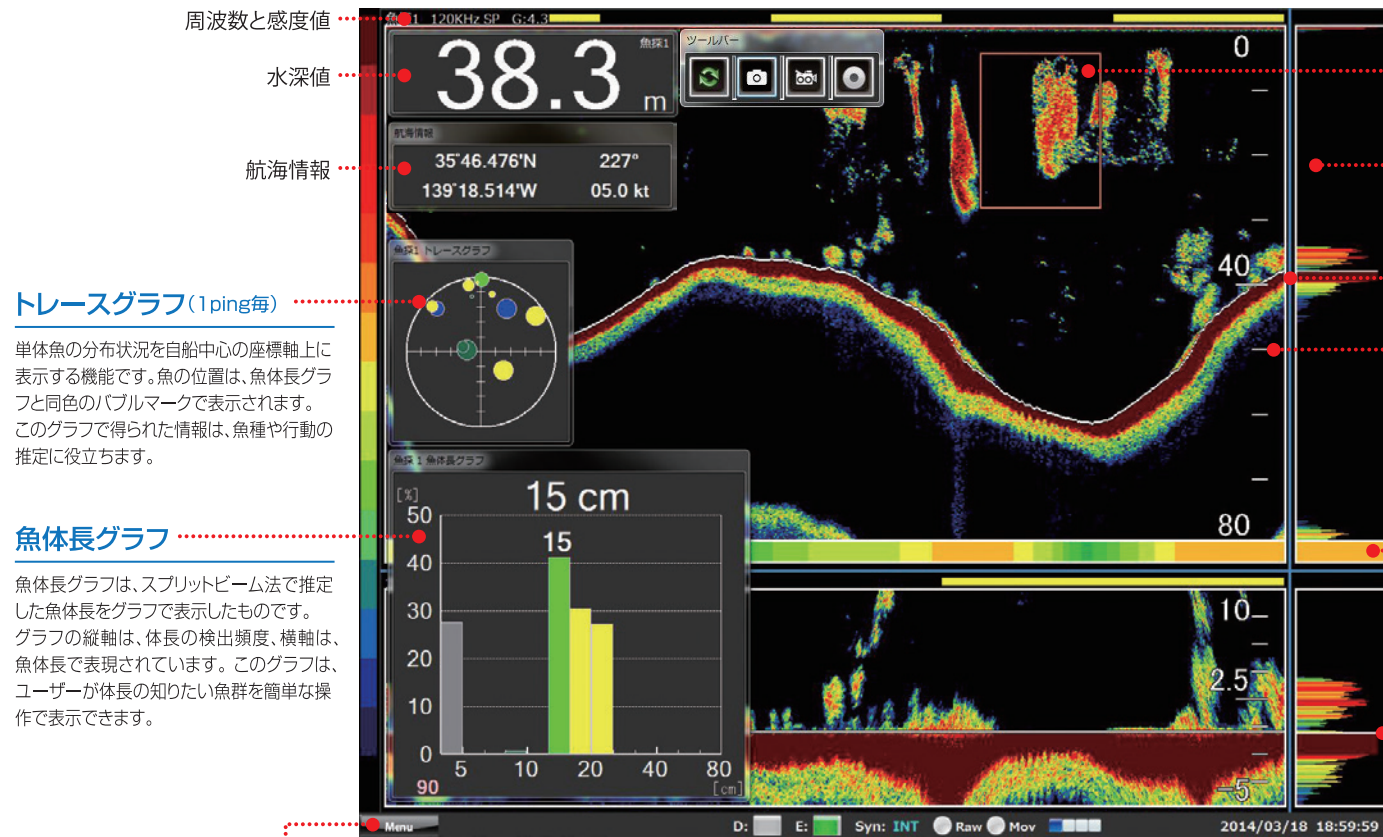 周波数と感度値
水深値
航海情報
トレースグラフ(1ping毎)
単体魚の分布状況を自船中心の座標軸上に
表示する機能です。魚の位置は、魚体長グラ
フと同色のバブルマークで表示されます。
このグラフで得られた情報は、魚種や行動の
推定に役立ちます。
魚体長グラフ
魚体長グラフは、スプリットビーム法で推定
した魚体長をグラフで表示したものです。
グラフの縦軸は、体長の検出頻度、横軸は、
魚体長で表現されています。このグラフは、
ユーザーが体長の知りたい魚群を簡単な操
作で表示できます。
魚探1 120KHz SP G:4.3
魚探1
38.3 m
ツールバー
航海情報
35°46.476'N 227°
139°18.514'W 05.0 kt
魚探1 トレースグラフ
魚探 1 魚体長グラフ
[%]
15 cm
50
40
30
20
10
0
15
5 10 20 40 80
90
[cm]
0
40
80
10
2.5
-5
Menu
D: E: Syn: INT Raw Mov
2014/03/18 18:59:59